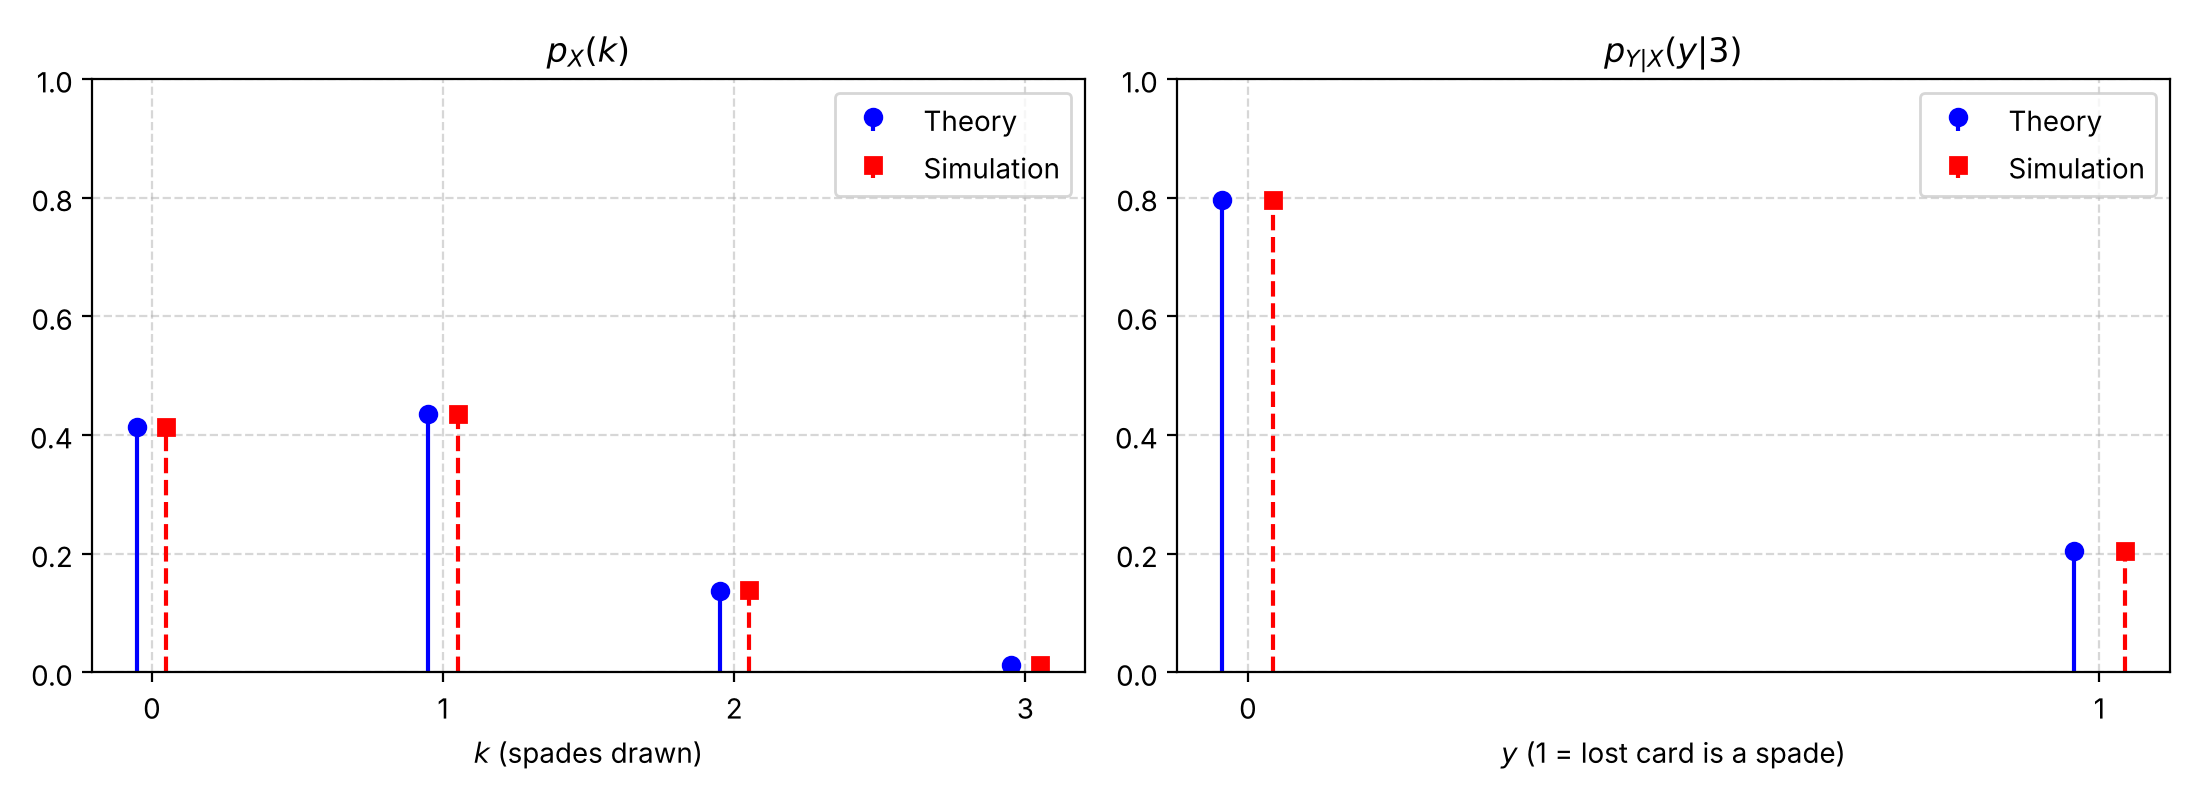 p_X(k)
1.0
0.8
0.6
0.4
0.2
0.0
Theory
Simulation
0 1 2 3
k (spades drawn)
p_{Y|X}(y|3)
1.0
0.8
0.6
0.4
0.2
0.0
Theory
Simulation
0 1
y (1 = lost card is a spade)